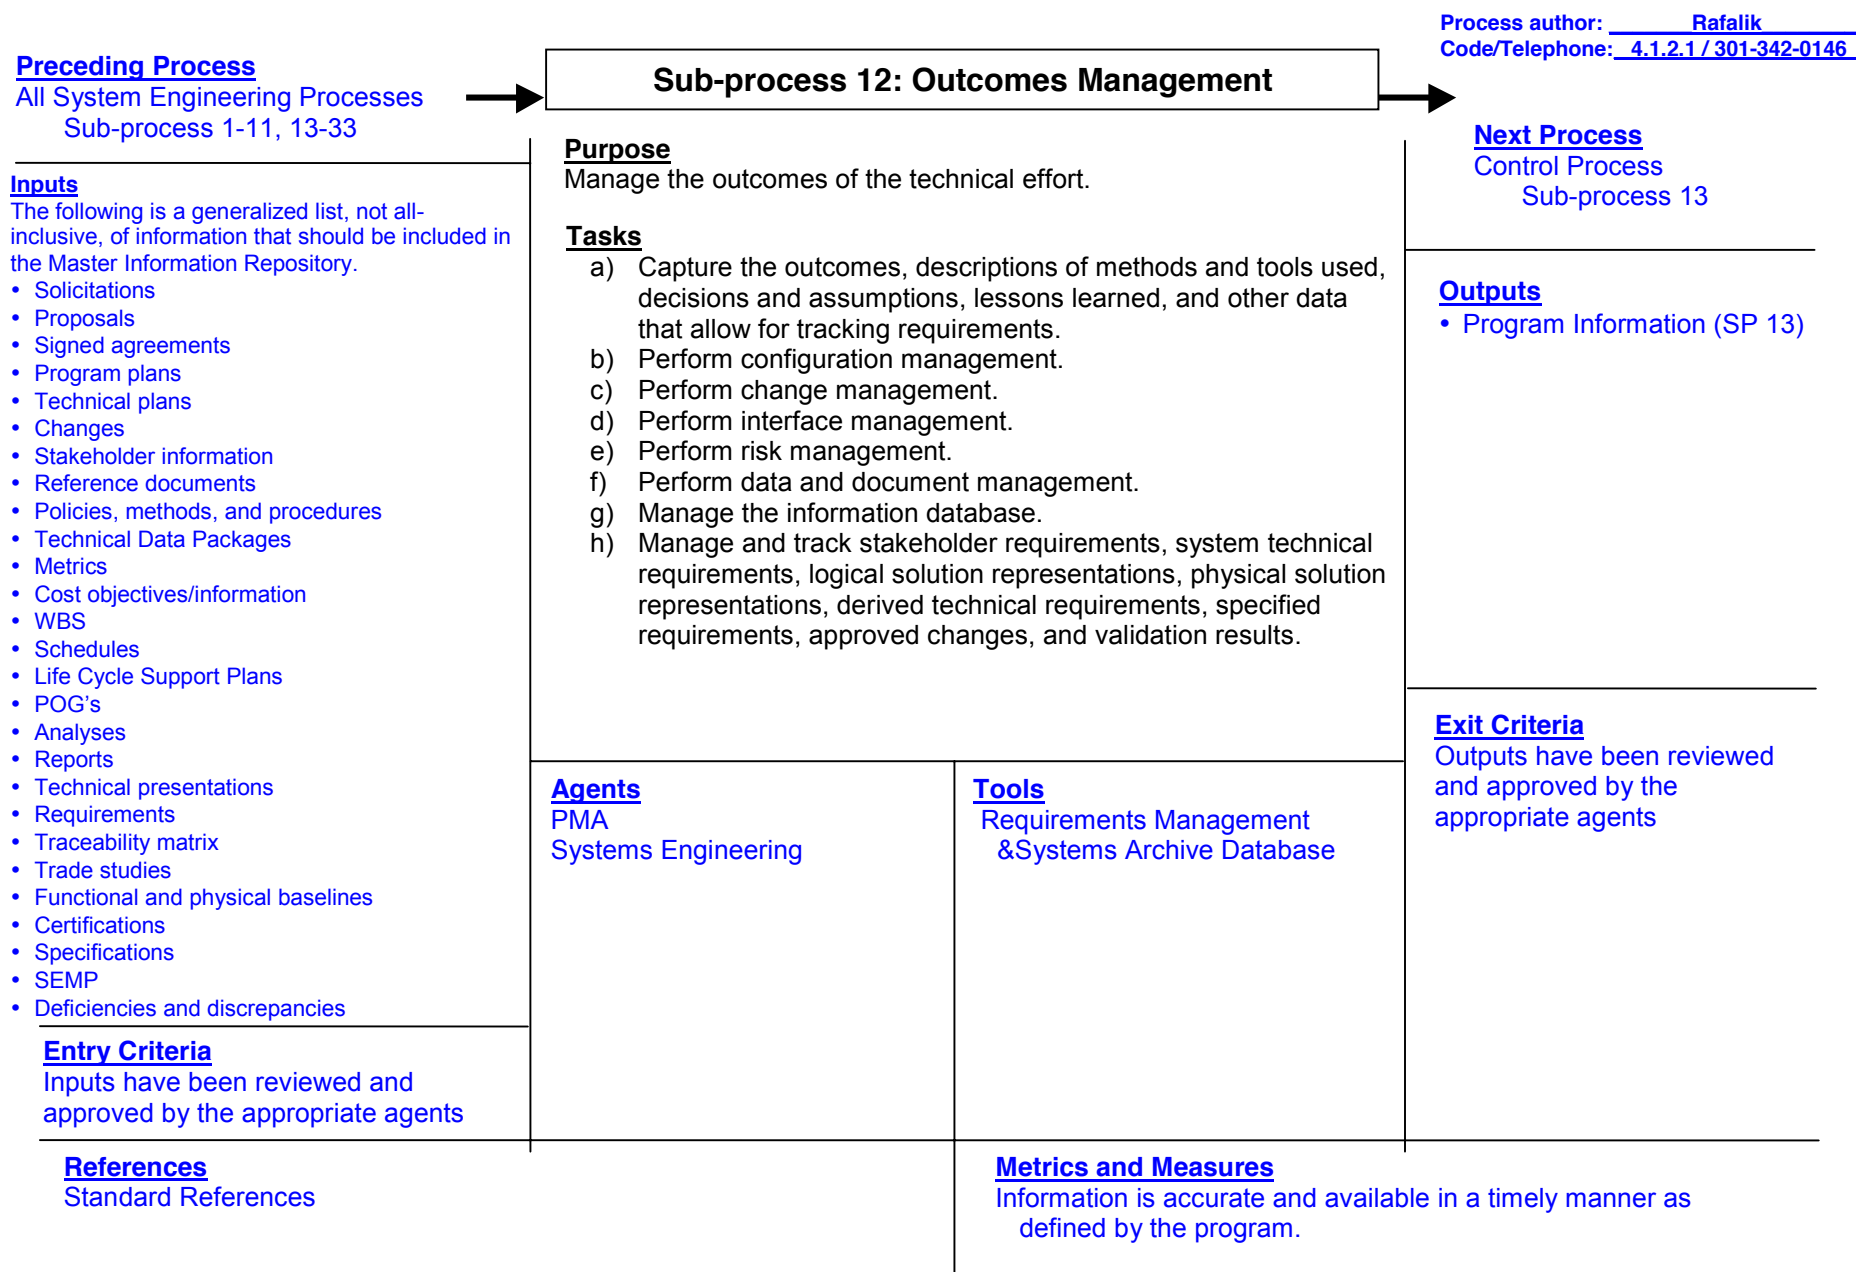 Process author: Rafalik
Code/Telephone: 4.1.2.1 / 301-342-0146
Preceding Process
All System Engineering Processes
Sub-process 1-11, 13-33
Sub-process 12: Outcomes Management
Next Process
Control Process
Sub-process 13
Inputs
The following is a generalized list, not all-
inclusive, of information that should be included in
the Master Information Repository.
• Solicitations
• Proposals
• Signed agreements
• Program plans
• Technical plans
• Changes
• Stakeholder information
• Reference documents
• Policies, methods, and procedures
• Technical Data Packages
• Metrics
• Cost objectives/information
• WBS
• Schedules
• Life Cycle Support Plans
• POG's
• Analyses
• Reports
• Technical presentations
• Requirements
• Traceability matrix
• Trade studies
• Functional and physical baselines
• Certifications
• Specifications
• SEMP
• Deficiencies and discrepancies
Entry Criteria
Inputs have been reviewed and
approved by the appropriate agents
Purpose
Manage the outcomes of the technical effort.
Tasks
a) Capture the outcomes, descriptions of methods and tools used,
decisions and assumptions, lessons learned, and other data
that allow for tracking requirements.
b) Perform configuration management.
c) Perform change management.
d) Perform interface management.
e) Perform risk management.
f) Perform data and document management.
g) Manage the information database.
h) Manage and track stakeholder requirements, system technical
requirements, logical solution representations, physical solution
representations, derived technical requirements, specified
requirements, approved changes, and validation results.
Agents
PMA
Systems Engineering
Tools
Requirements Management
&Systems Archive Database
Outputs
• Program Information (SP 13)
Exit Criteria
Outputs have been reviewed
and approved by the
appropriate agents
References
Standard References
Metrics and Measures
Information is accurate and available in a timely manner as
defined by the program.